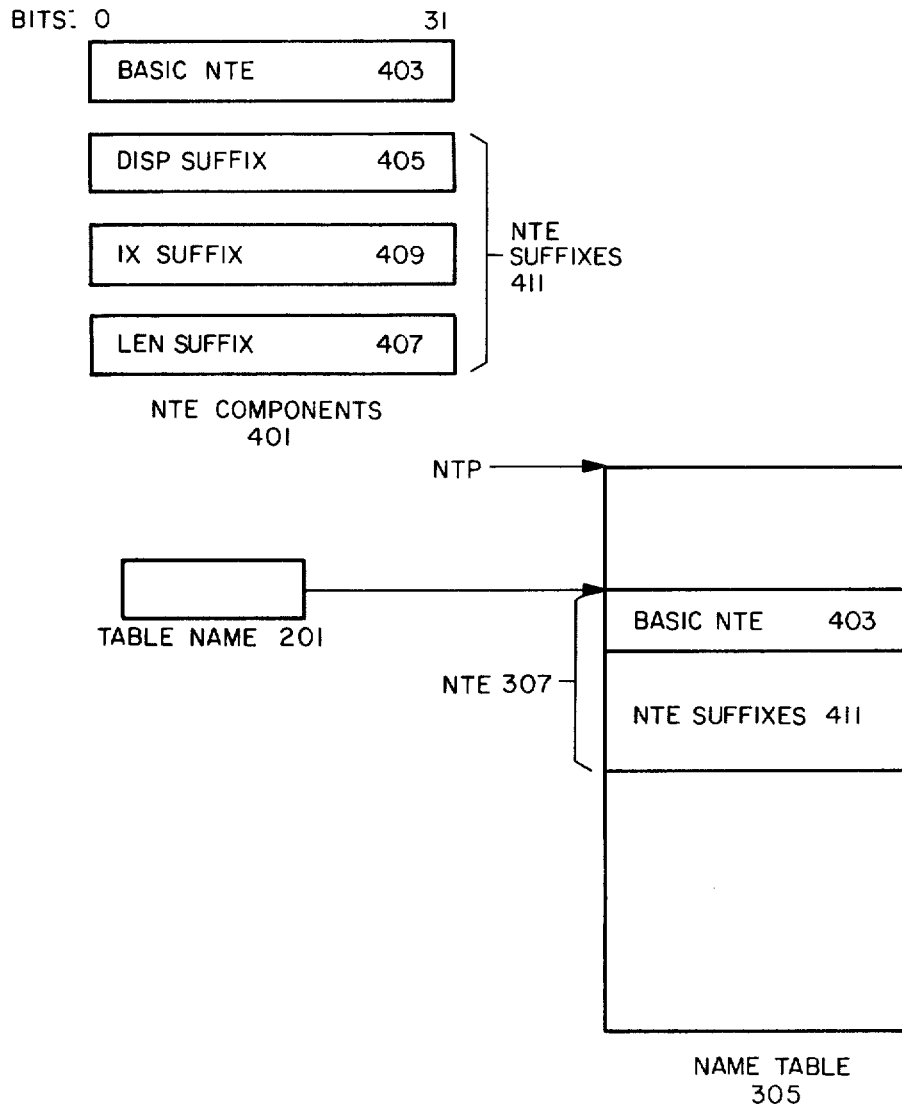 BITS: 0 31
BASIC NTE 403
DISP SUFFIX 405
IX SUFFIX 409
LEN SUFFIX 407
NTE
SUFFIXES
411
NTE COMPONENTS
401
NTP
TABLE NAME 201
BASIC NTE 403
NTE 307
NTE SUFFIXES 411
NAME TABLE
305